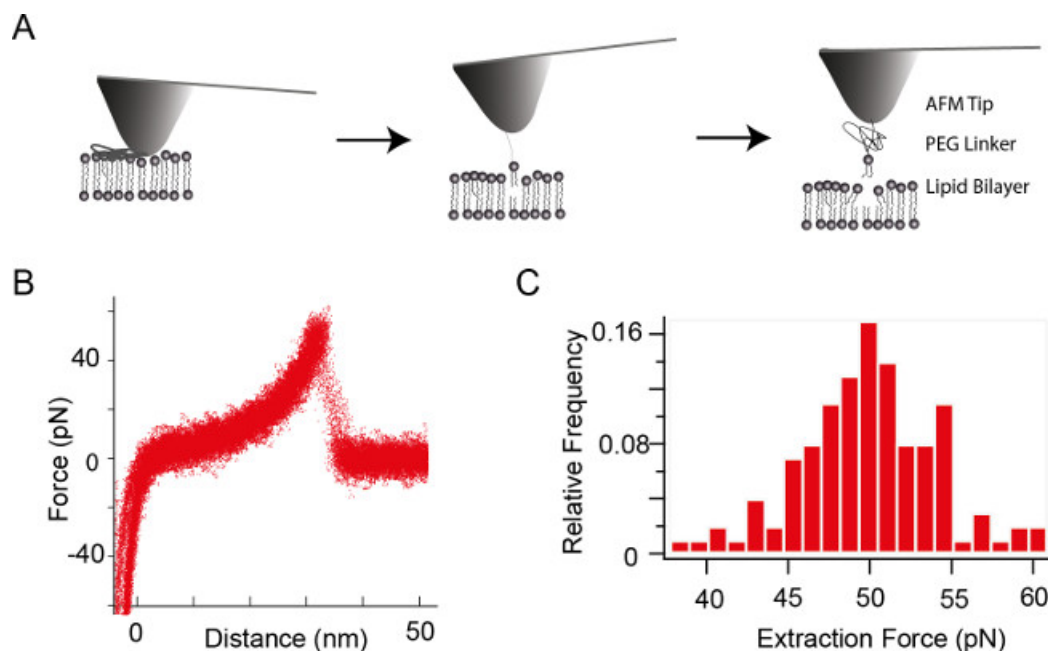 A
AFM Tip
PEG Linker
Lipid Bilayer
B
Force (pN)
40
0
-40
0
50
Distance (nm)
C
Relative Frequency
0.16
0.08
0
40
45
50
55
60
Extraction Force (pN)